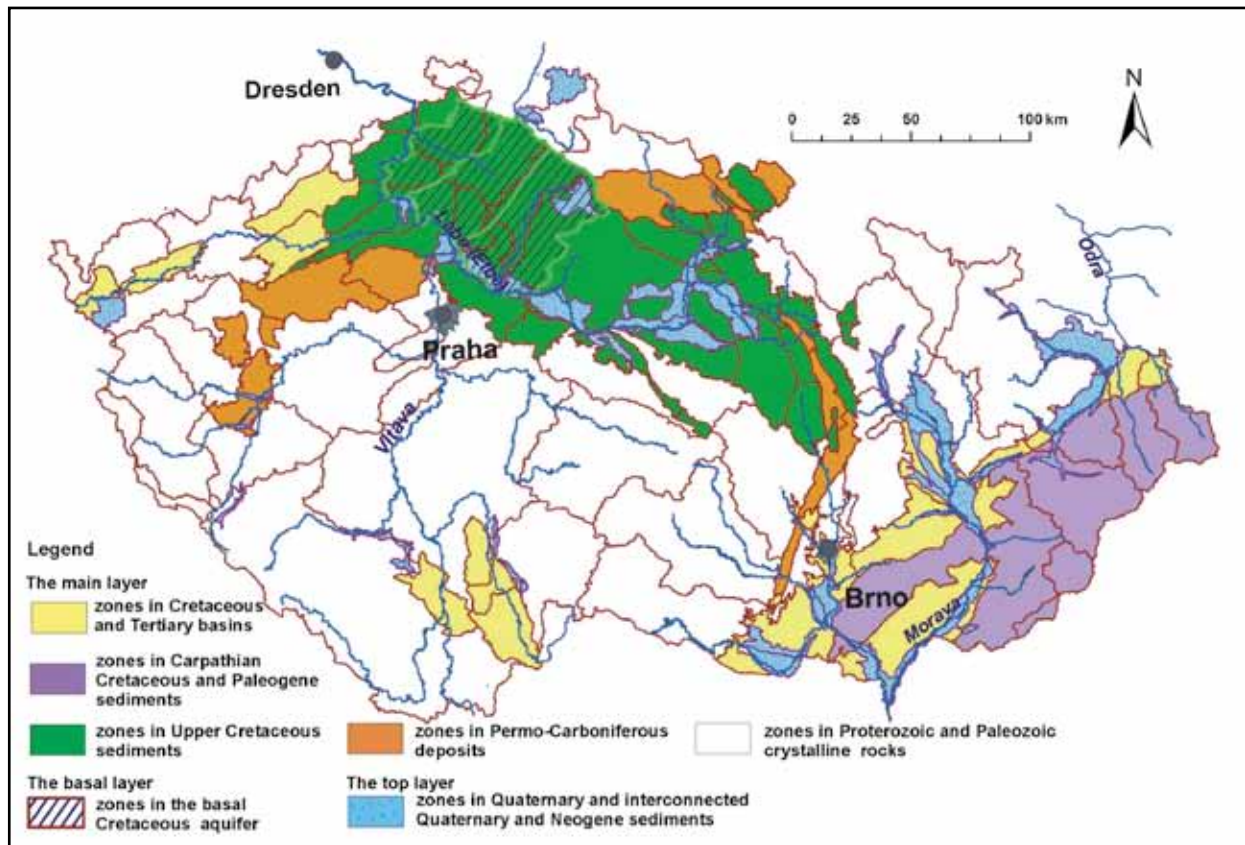 Dresden
N
0 25 50 100 km
Odra
Labe (Elbe)
Praha
Vltava
Brno
Morava
Legend
The main layer
zones in Cretaceous
and Tertiary basins
zones in Carpathian
Cretaceous and Paleogene
sediments
zones in Upper Cretaceous
sediments
zones in Permo-Carboniferous
deposits
zones in Proterozoic and Paleozoic
crystalline rocks
The basal layer
zones in the basal
Cretaceous aquifer
The top layer
zones in Quaternary and interconnected
Quaternary and Neogene sediments